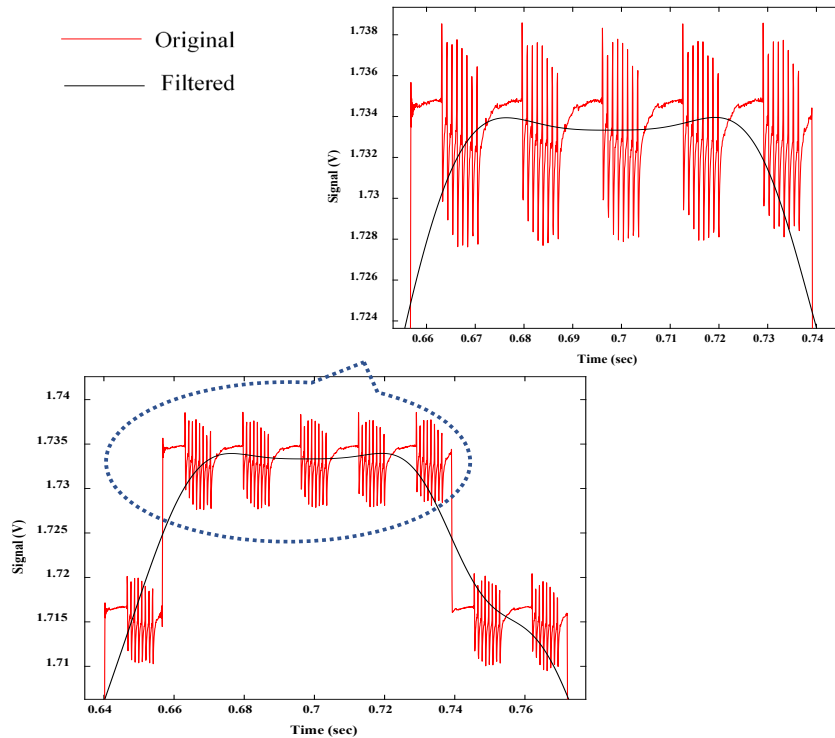 Original
Filtered
1.738
1.736
1.734
1.732
1.73
1.728
1.726
1.724
Signal (V)
0.66 0.67 0.68 0.69 0.7 0.71 0.72 0.73 0.74
Time (sec)
1.74
1.735
1.73
1.725
1.72
1.715
1.71
Signal (V)
0.64 0.66 0.68 0.7 0.72 0.74 0.76
Time (sec)